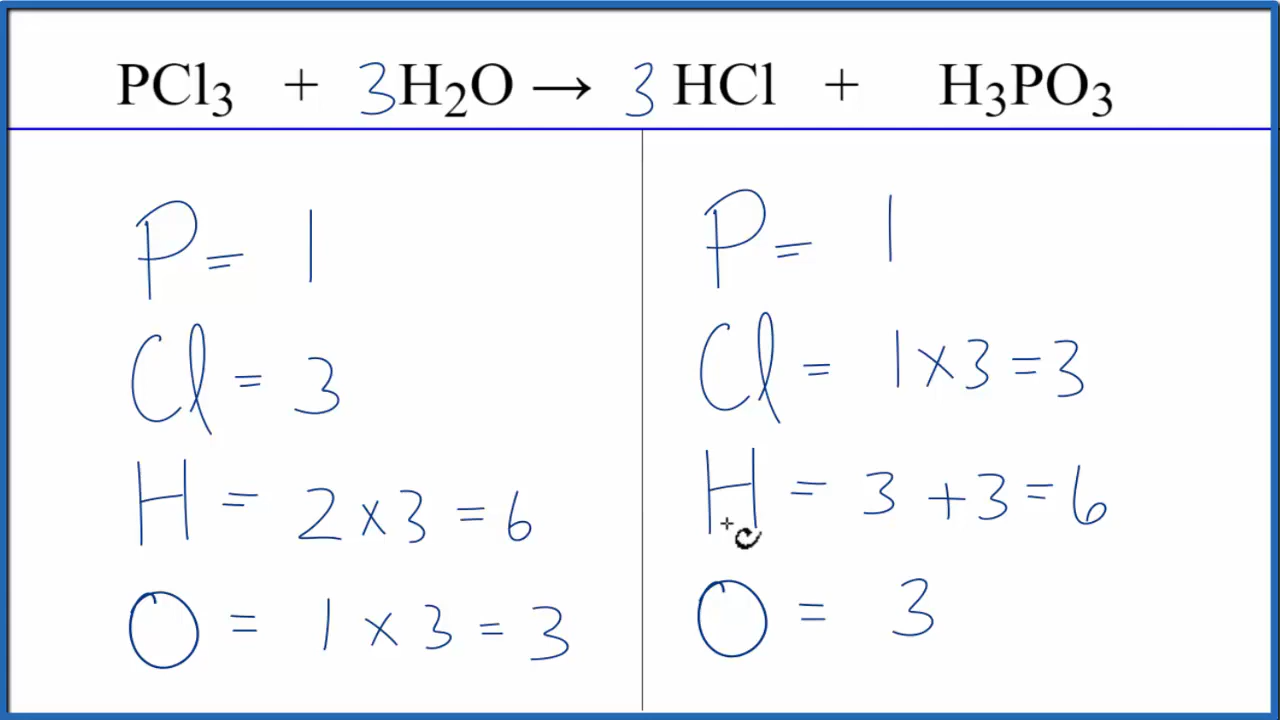 PCl3 + 3H2O → 3 HCl + H3PO3
P = 1
Cl = 3
H = 2 x 3 = 6
O = 1 x 3 = 3
P = 1
Cl = 1 x 3 = 3
H = 3 + 3 = 6
O = 3